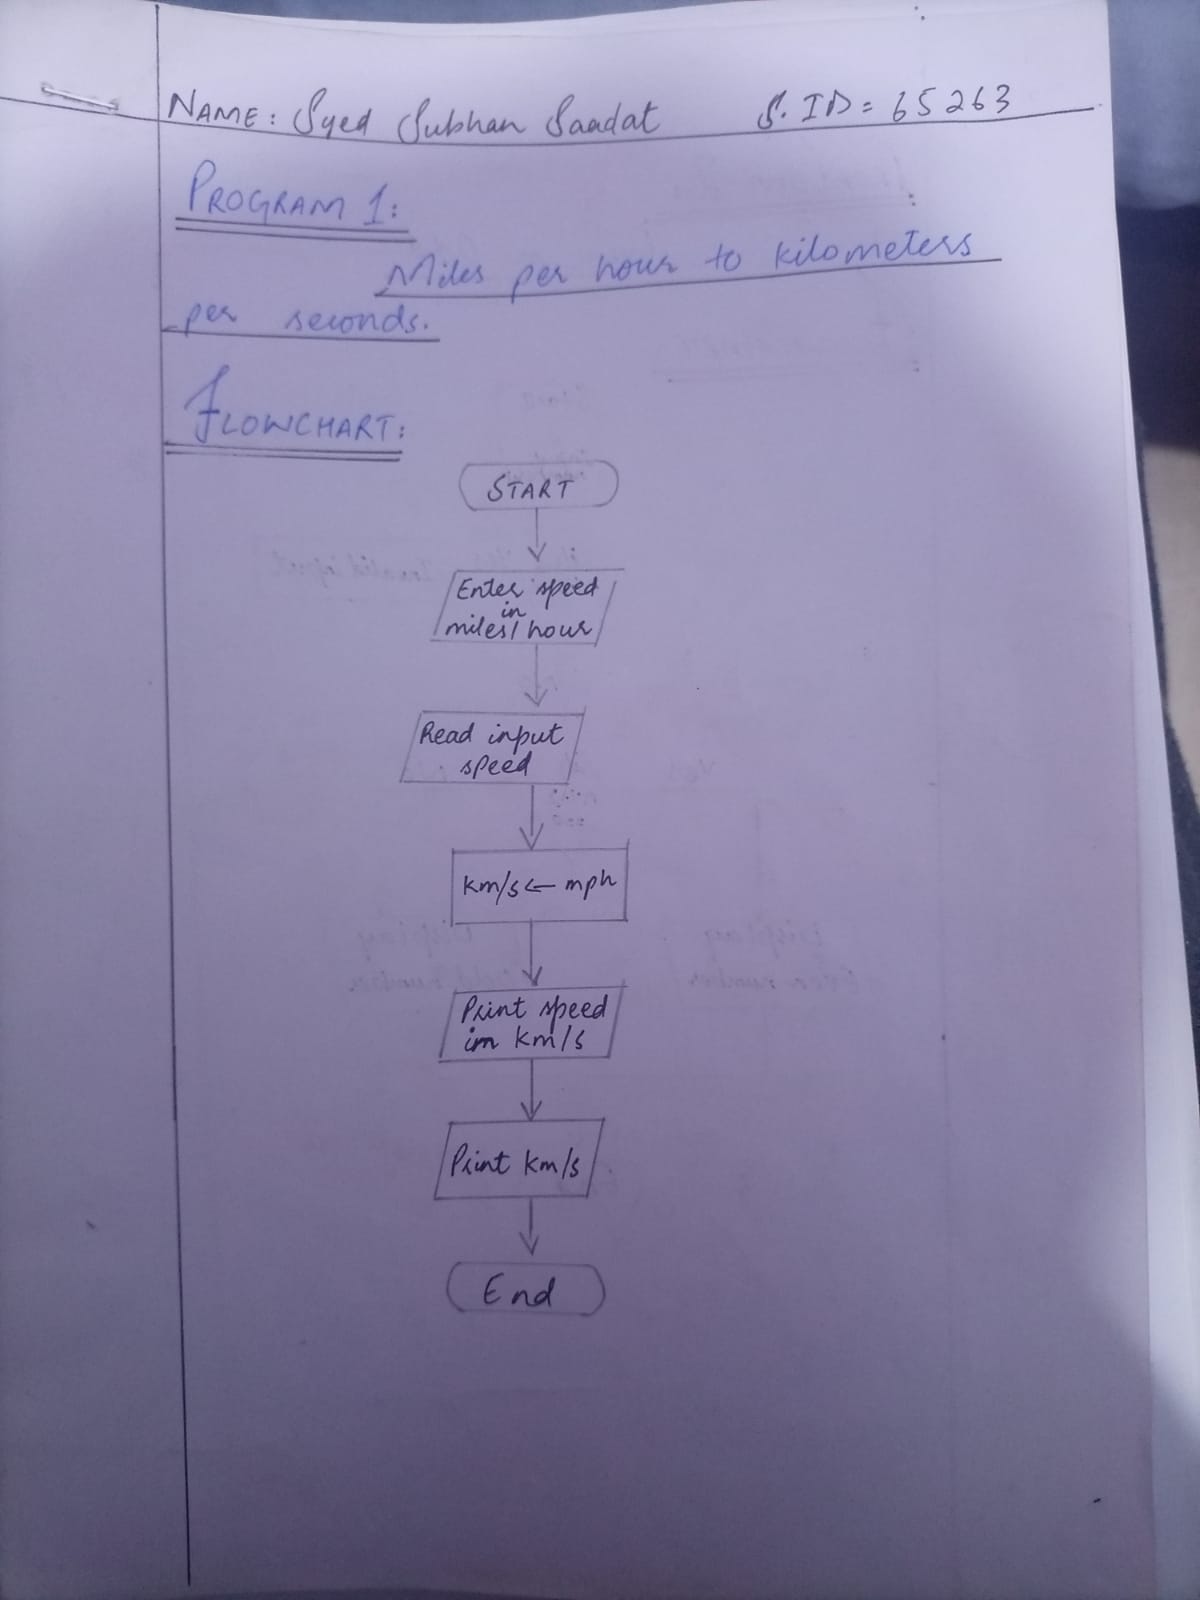 NAME: Syed Subhan Saadat S. ID = 65263
PROGRAM 1:
Miles per hour to kilometers
per seconds.
FLOWCHART:
START
Enter speed
in
miles/hour
Read input
speed
km/s ← mph
Print speed
in km/s
Print km/s
End